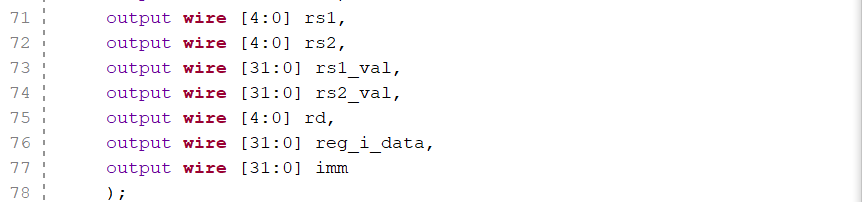 71 output wire [4:0] rs1,
72 output wire [4:0] rs2,
73 output wire [31:0] rs1_val,
74 output wire [31:0] rs2_val,
75 output wire [4:0] rd,
76 output wire [31:0] reg_i_data,
77 output wire [31:0] imm
78 );